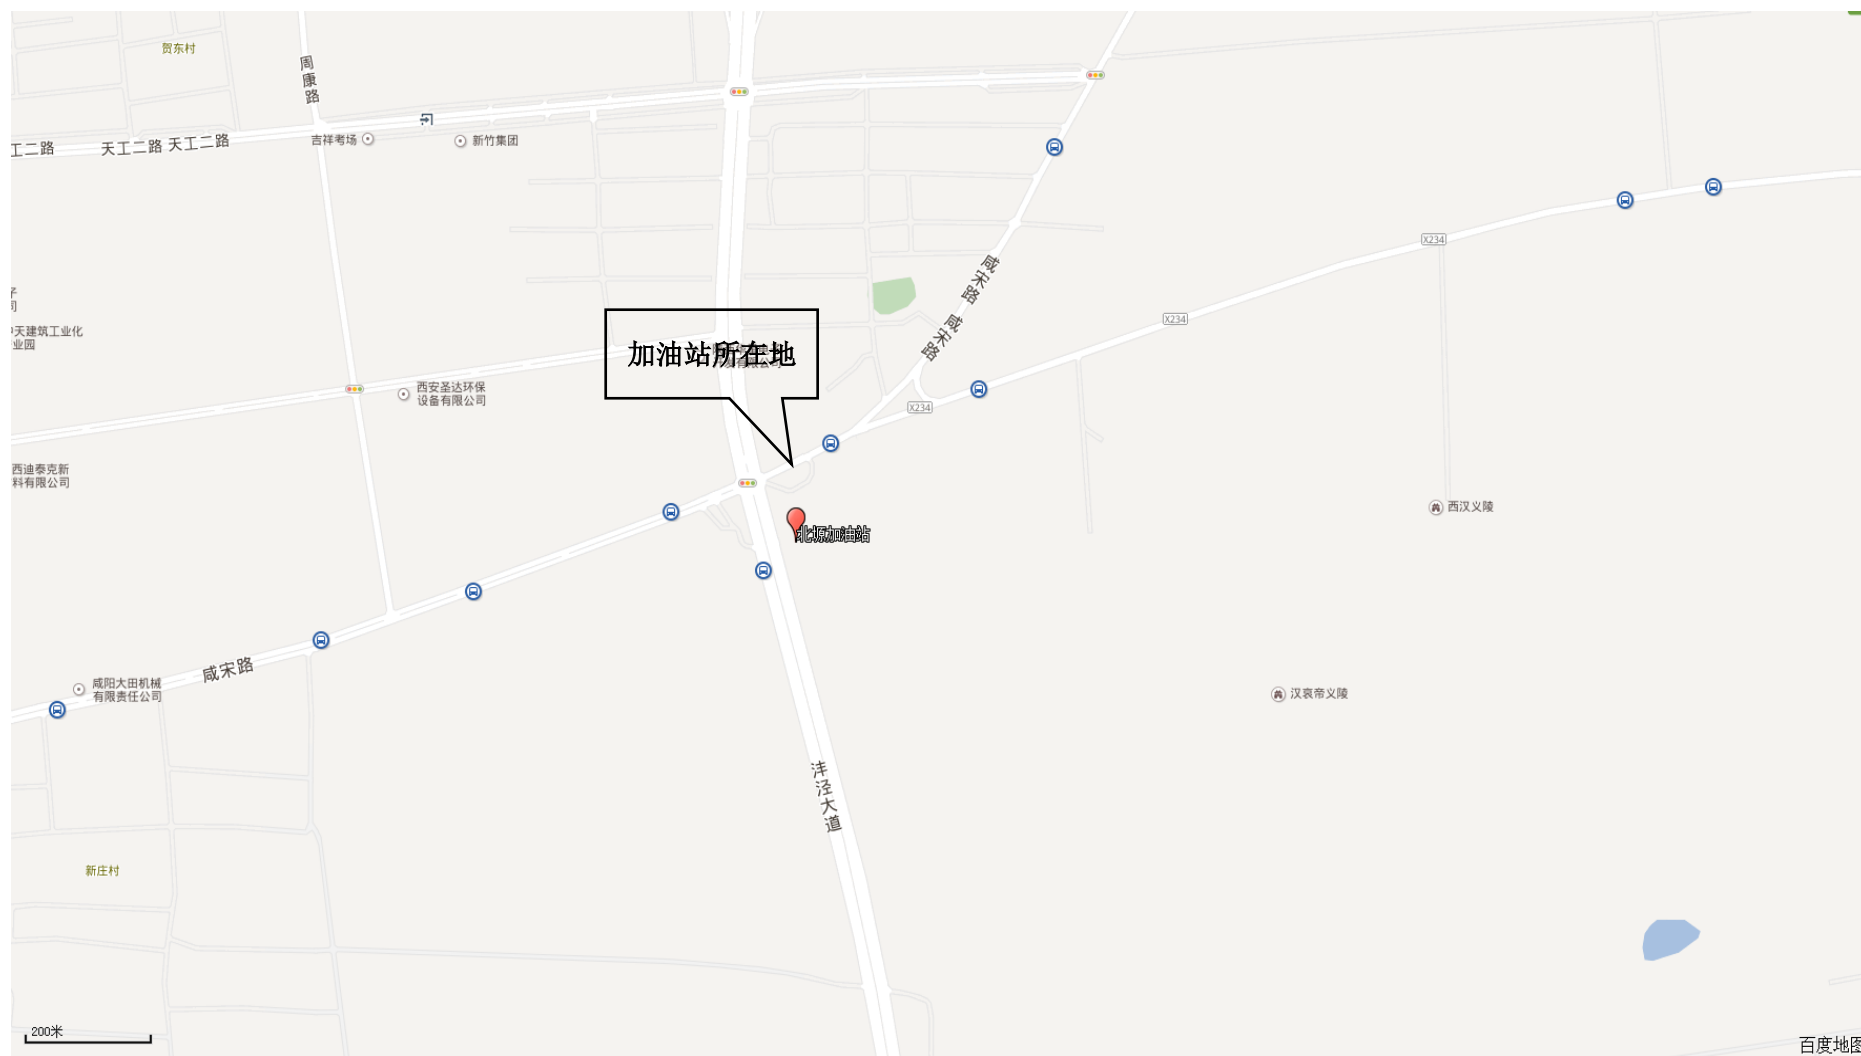 贺东村
周康路
工二路
天工二路 天工二路
吉祥考场
新竹集团
X234
咸宋路
咸宋路
X234
子
司
天建筑工业化
业园
加油站所在地
西安圣达环保
设备有限公司
X234
西迪泰克新
料有限公司
西汉义陵
北塬加油站
咸宋路
咸阳大田机械
有限责任公司
汉哀帝义陵
沣泾大道
新庄村
200米
百度地图